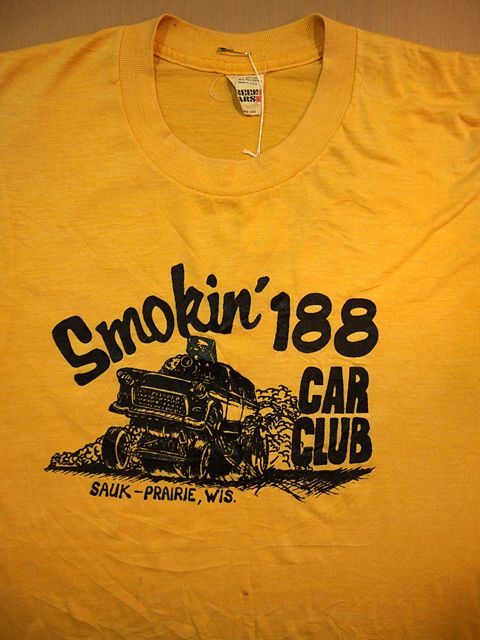 Smokin' 188
CAR
CLUB
SAUK-PRAIRIE, WIS.